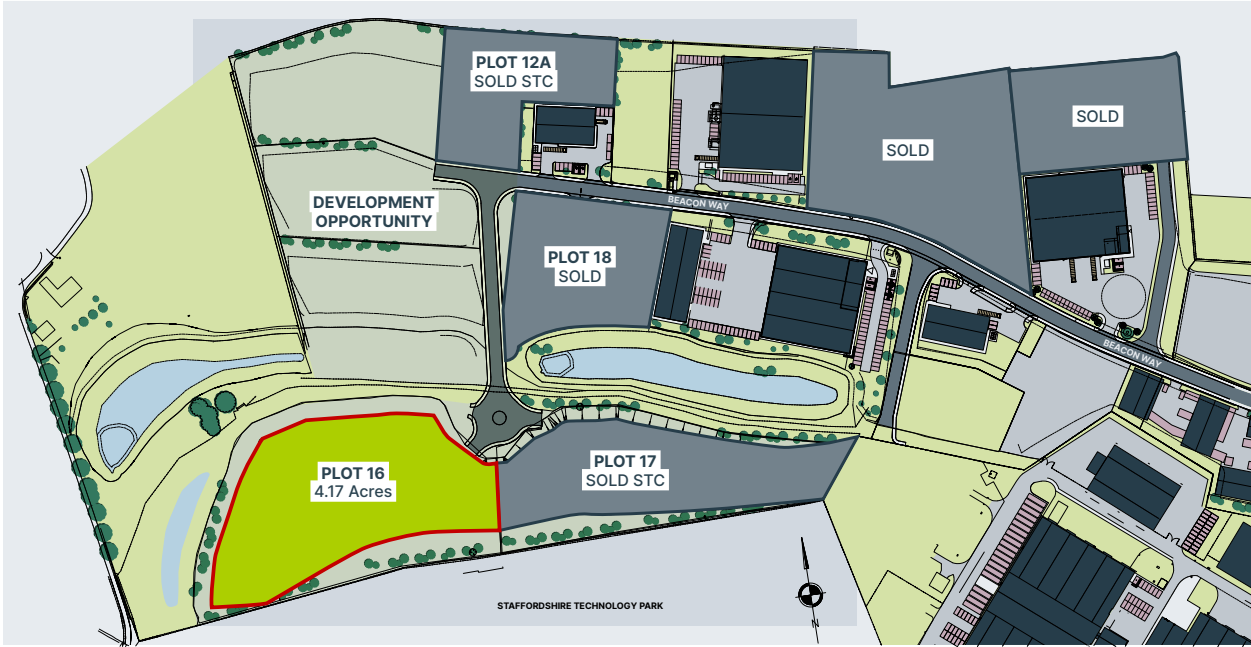 PLOT 12A
SOLD STC
SOLD
SOLD
DEVELOPMENT
OPPORTUNITY
BEACON WAY
PLOT 18
SOLD
BEACON WAY
PLOT 16
4.17 Acres
PLOT 17
SOLD STC
STAFFORDSHIRE TECHNOLOGY PARK
N